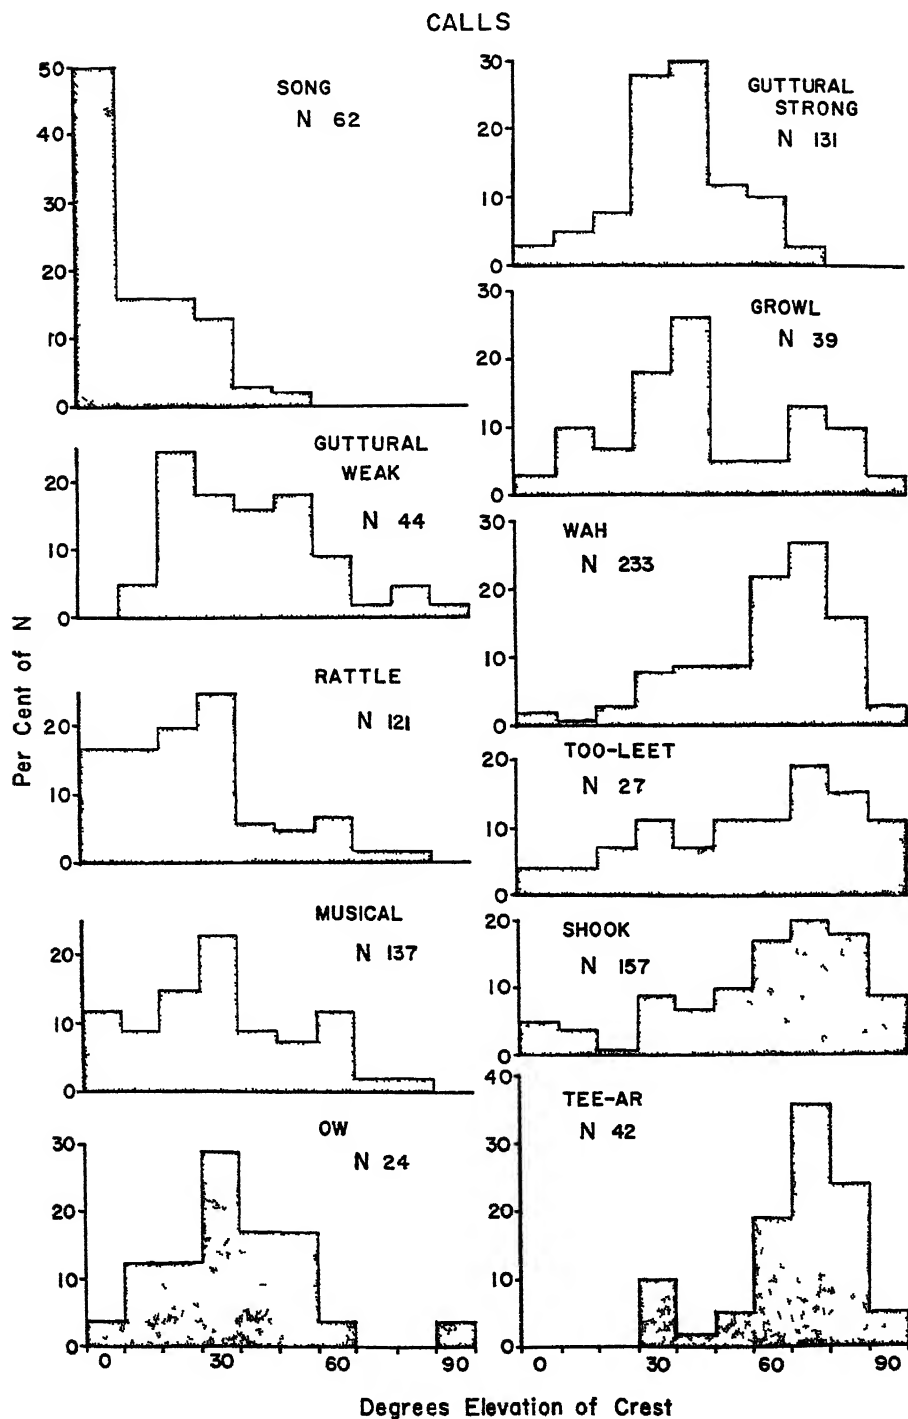 CALLS
SONG
N 62
50
40
30
20
10
0
GUTTURAL
WEAK
N 44
20
10
0
RATTLE
N 121
20
10
0
MUSICAL
N 137
20
10
0
OW
N 24
30
20
10
0
0 30 60 90
GUTTURAL
STRONG
N 131
30
20
10
0
GROWL
N 39
30
20
10
0
WAH
N 233
30
20
10
0
TOO-LEET
N 27
20
10
0
SHOOK
N 157
20
10
0
TEE-AR
N 42
40
30
20
10
0
0 30 60 90
Per Cent of N
Degrees Elevation of Crest